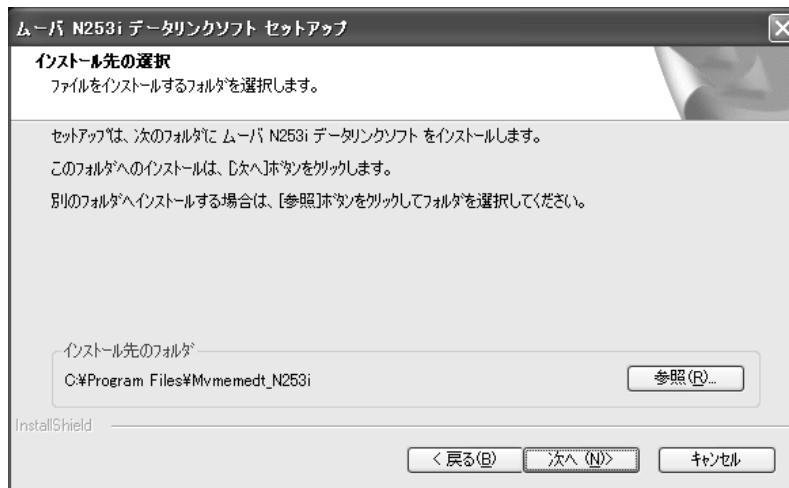 ムーバ N253i データリンクソフト セットアップ
インストール先の選択
ファイルをインストールするフォルダを選択します。
セットアップは、次のフォルダに ムーバ N253i データリンクソフト をインストールします。
このフォルダへのインストールは、[次へ]ボタンをクリックします。
別のフォルダへインストールする場合は、[参照]ボタンをクリックしてフォルダを選択してください。
インストール先のフォルダ
C:¥Program Files¥Mvmemedt_N253i
参照(R)...
InstallShield
< 戻る(B)
次へ (N)>
キャンセル